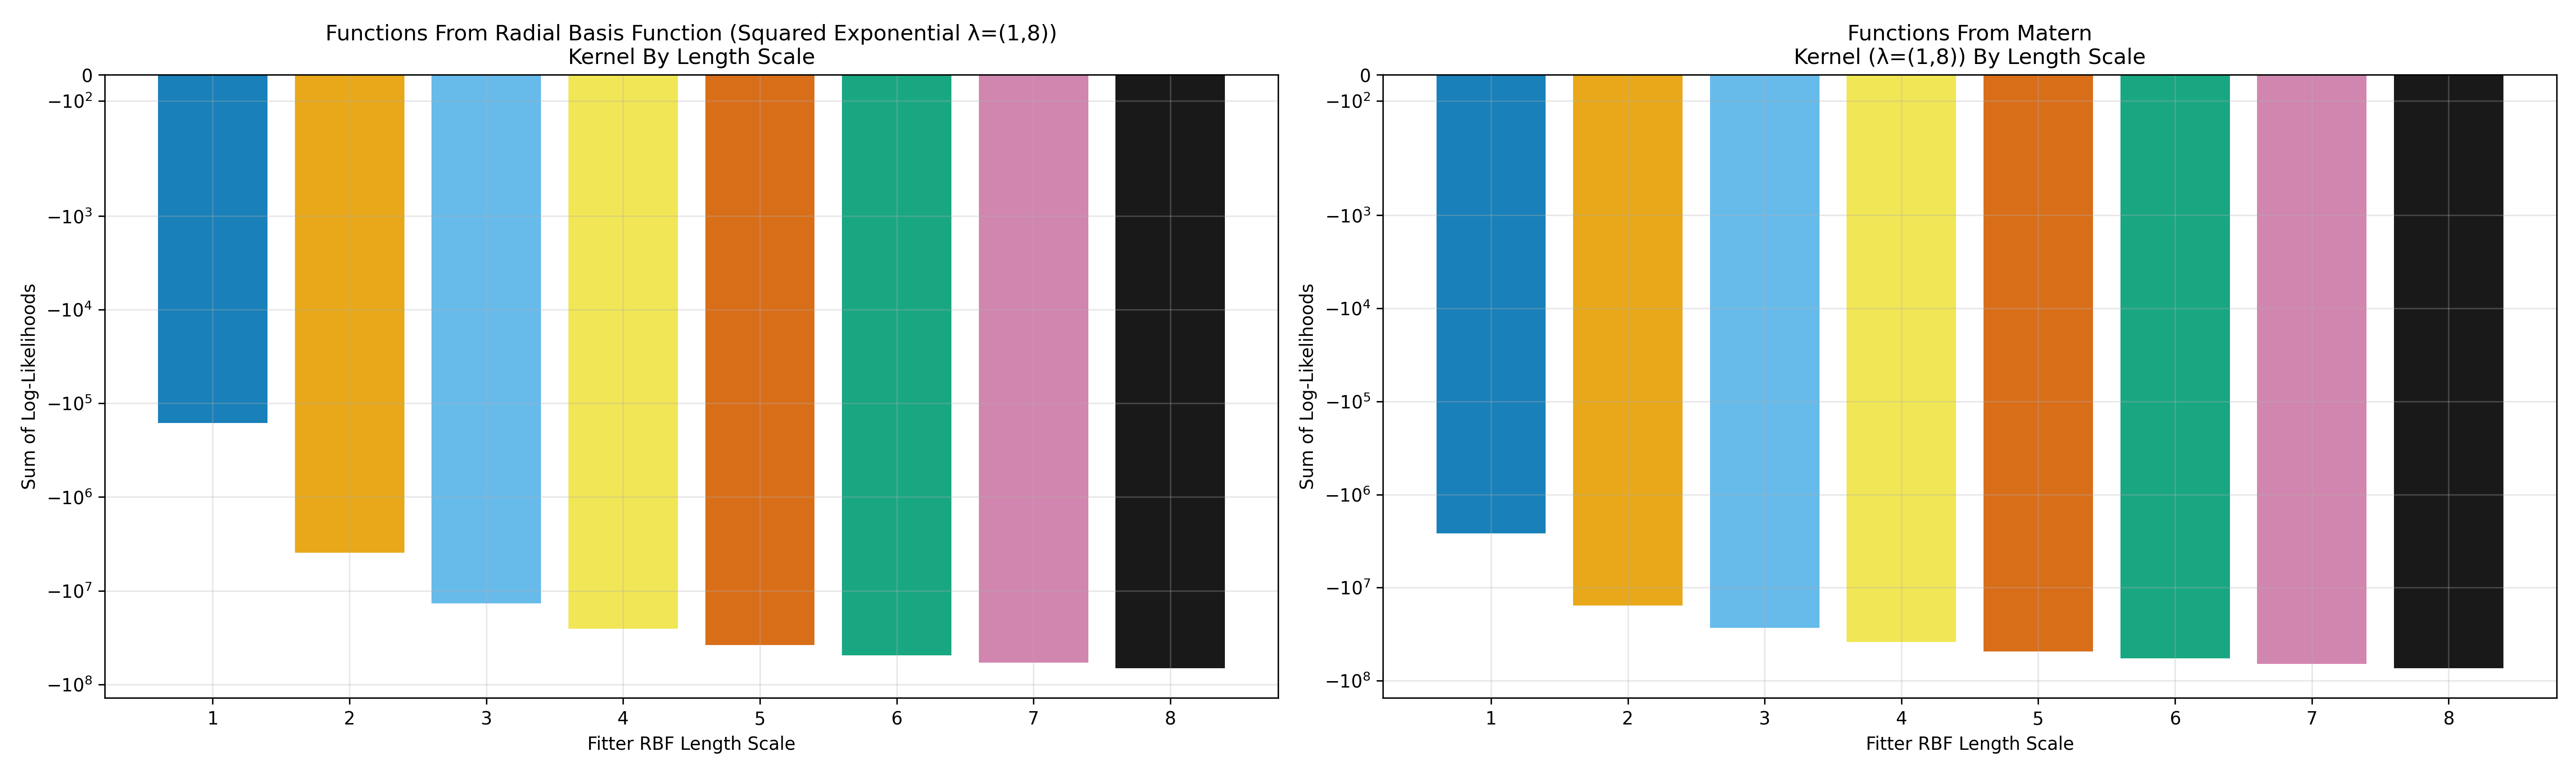 Functions From Radial Basis Function (Squared Exponential λ=(1,8))
Kernel By Length Scale
0
−10²
−10³
−10⁴
−10⁵
−10⁶
−10⁷
−10⁸
Sum of Log-Likelihoods
1 2 3 4 5 6 7 8
Fitter RBF Length Scale
Functions From Matern
Kernel (λ=(1,8)) By Length Scale
0
−10²
−10³
−10⁴
−10⁵
−10⁶
−10⁷
−10⁸
Sum of Log-Likelihoods
1 2 3 4 5 6 7 8
Fitter RBF Length Scale